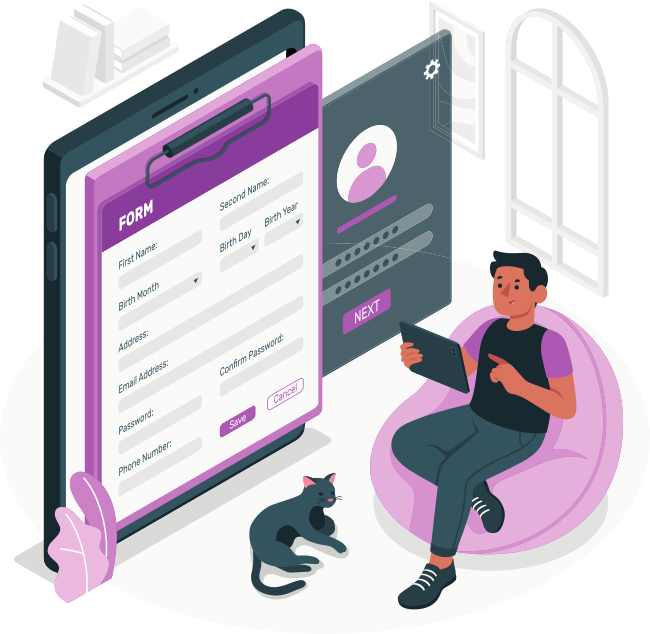 FORM
First Name:
Second Name:
Birth Month
Birth Day
Birth Year
Address:
Email Address:
Password:
Confirm Password:
Phone Number:
Save
Cancel
NEXT